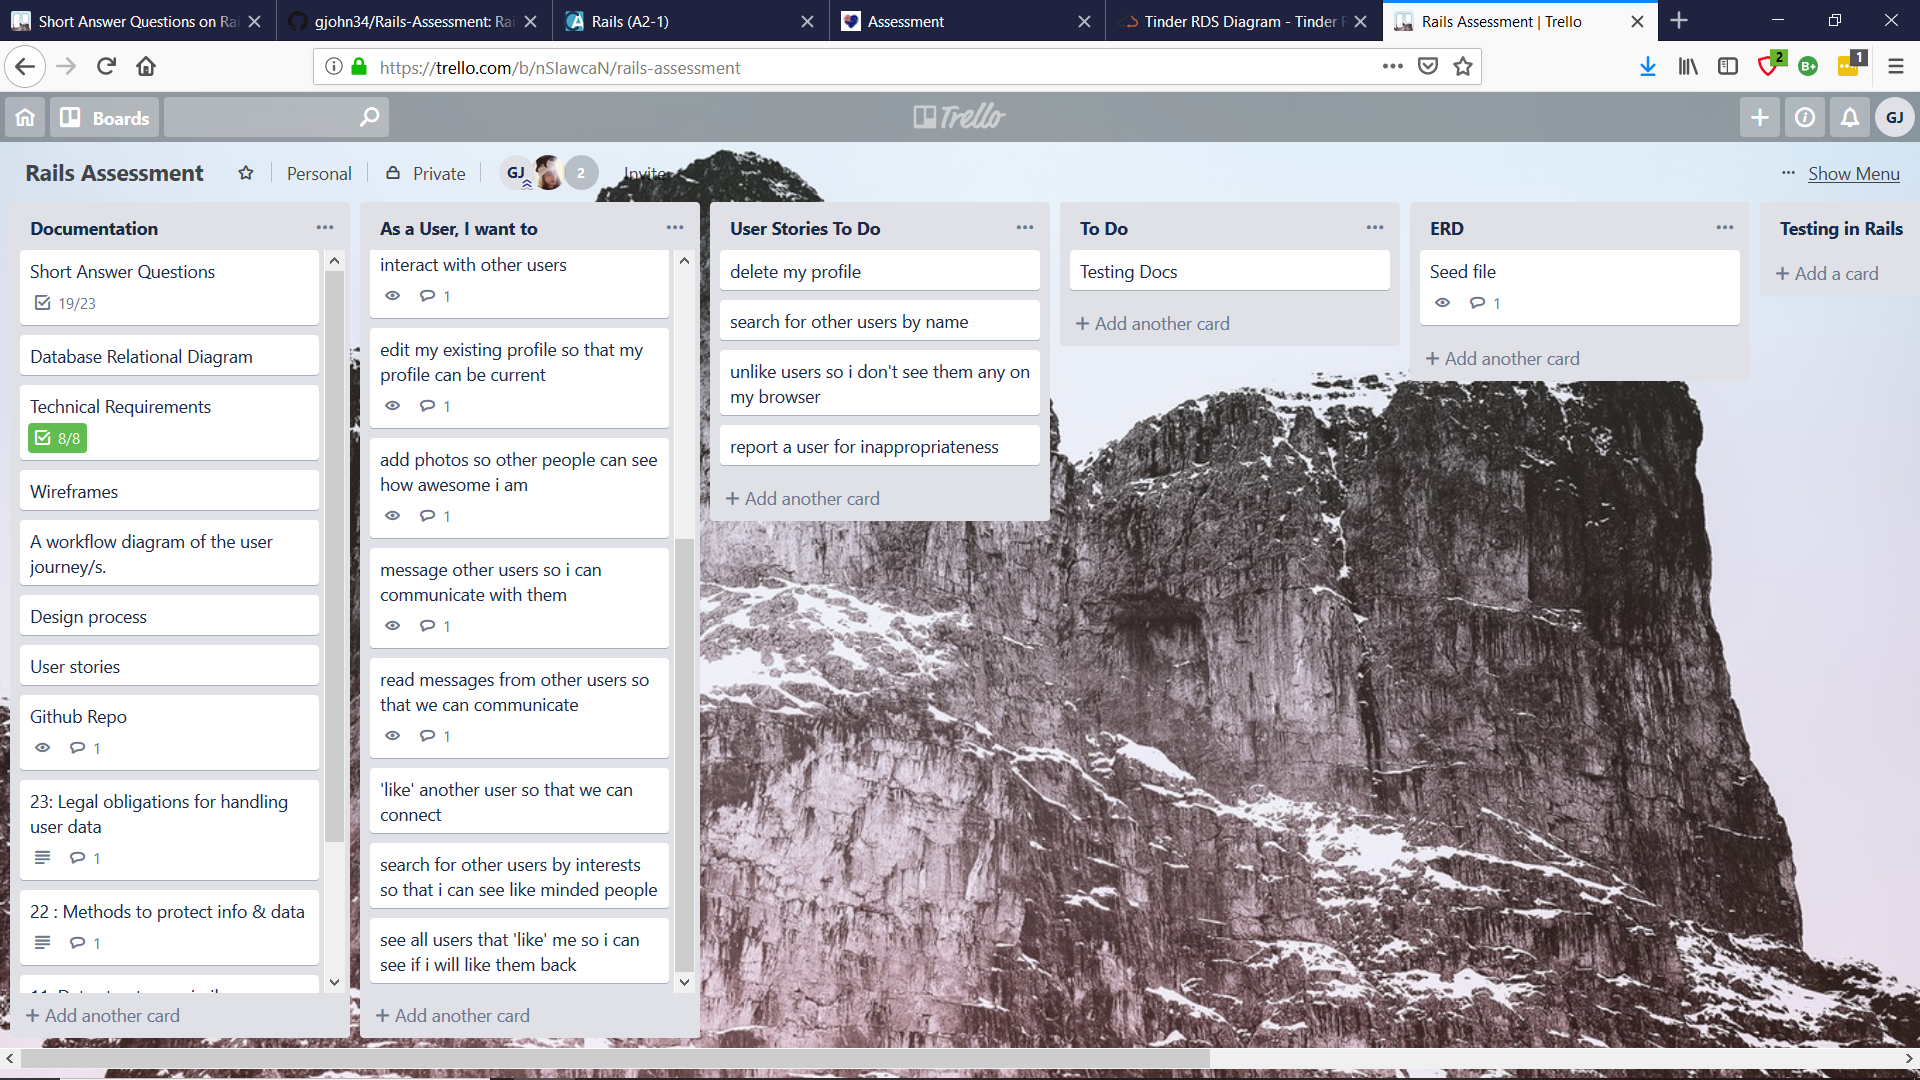 Short Answer Questions on Rai
gjohn34/Rails-Assessment: Rai
Rails (A2-1)
Assessment
Tinder RDS Diagram - Tinder R
Rails Assessment | Trello
https://trello.com/b/nSIawcaN/rails-assessment
2
B+
1
Boards
Trello
GJ
Rails Assessment
Personal
Private
GJ
2
Invite
Show Menu
Documentation
Short Answer Questions
19/23
Database Relational Diagram
Technical Requirements
8/8
Wireframes
A workflow diagram of the user
journey/s.
Design process
User stories
Github Repo
1
23: Legal obligations for handling
user data
1
22 : Methods to protect info & data
1
+ Add another card
As a User, I want to
interact with other users
1
edit my existing profile so that my
profile can be current
1
add photos so other people can see
how awesome i am
1
message other users so i can
communicate with them
1
read messages from other users so
that we can communicate
1
'like' another user so that we can
connect
search for other users by interests
so that i can see like minded people
see all users that 'like' me so i can
see if i will like them back
+ Add another card
User Stories To Do
delete my profile
search for other users by name
unlike users so i don't see them any on
my browser
report a user for inappropriateness
+ Add another card
To Do
Testing Docs
+ Add another card
ERD
Seed file
1
+ Add another card
Testing in Rails
+ Add a card